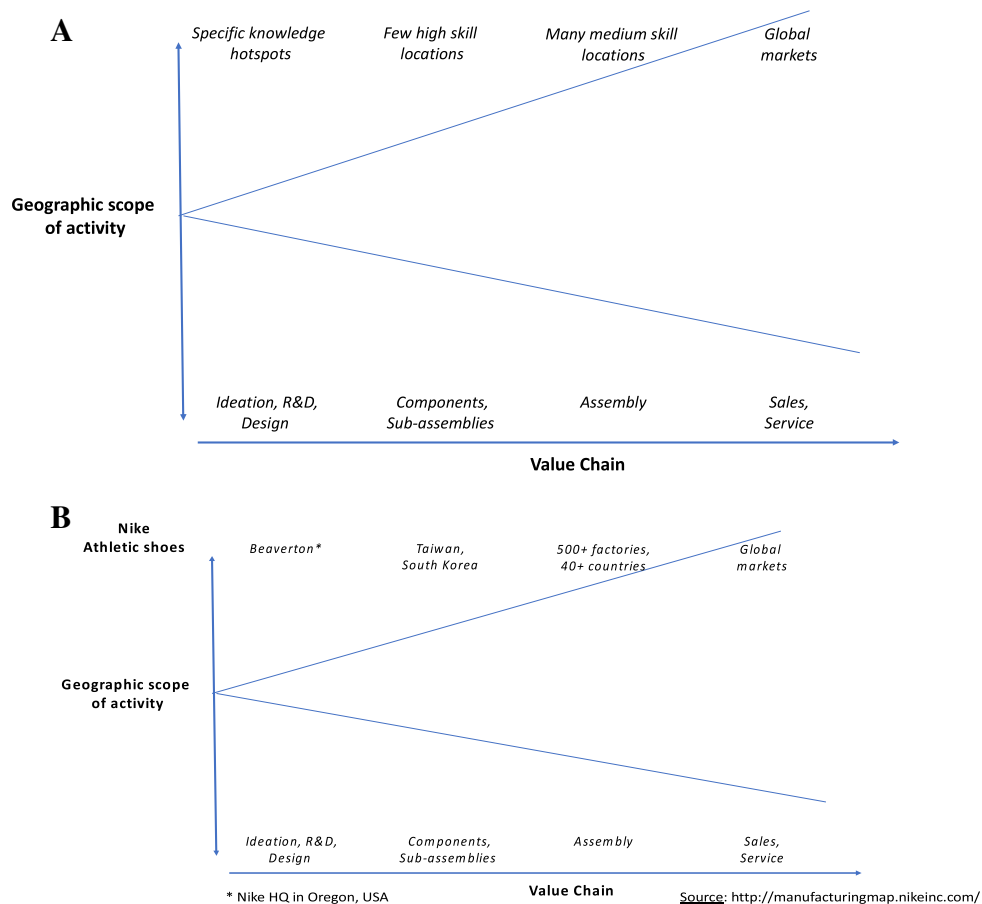 A
Specific knowledge
hotspots
Few high skill
locations
Many medium skill
locations
Global
markets
Geographic scope
of activity
Ideation, R&D,
Design
Components,
Sub-assemblies
Assembly
Sales,
Service
Value Chain
B
Nike
Athletic shoes
Beaverton*
Taiwan,
South Korea
500+ factories,
40+ countries
Global
markets
Geographic scope
of activity
Ideation, R&D,
Design
Components,
Sub-assemblies
Assembly
Sales,
Service
Value Chain
* Nike HQ in Oregon, USA
Source: http://manufacturingmap.nikeinc.com/